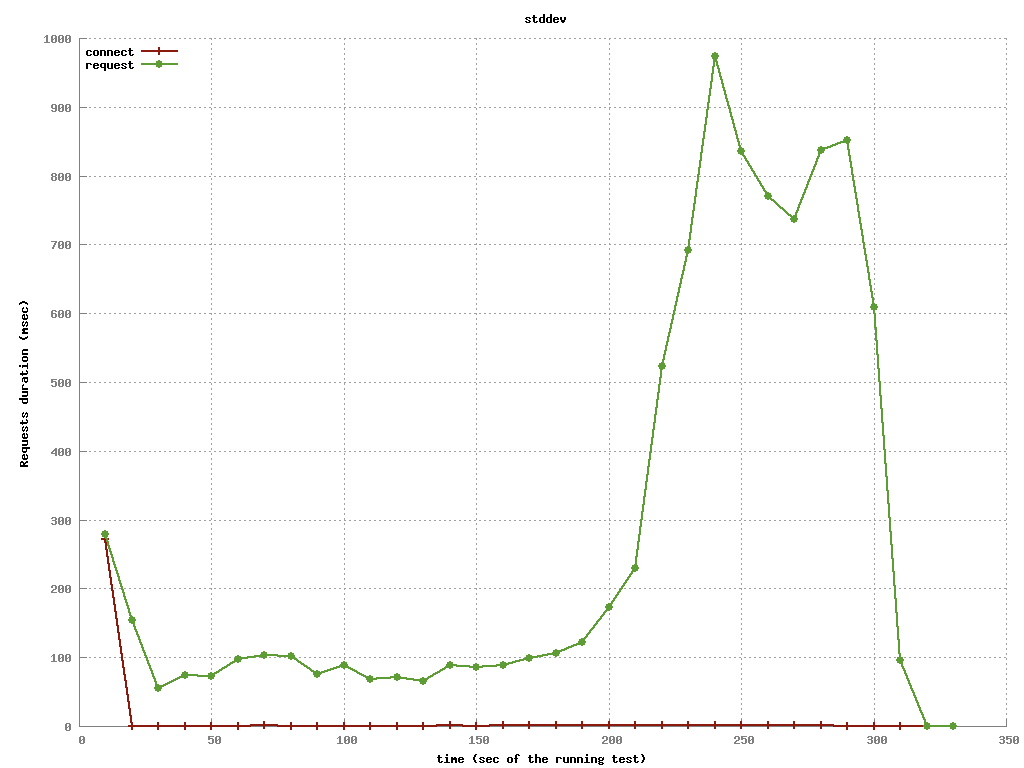 stddev
connect
request
1000
900
800
700
600
500
400
300
200
100
0
Requests duration (msec)
0 50 100 150 200 250 300 350
time (sec of the running test)